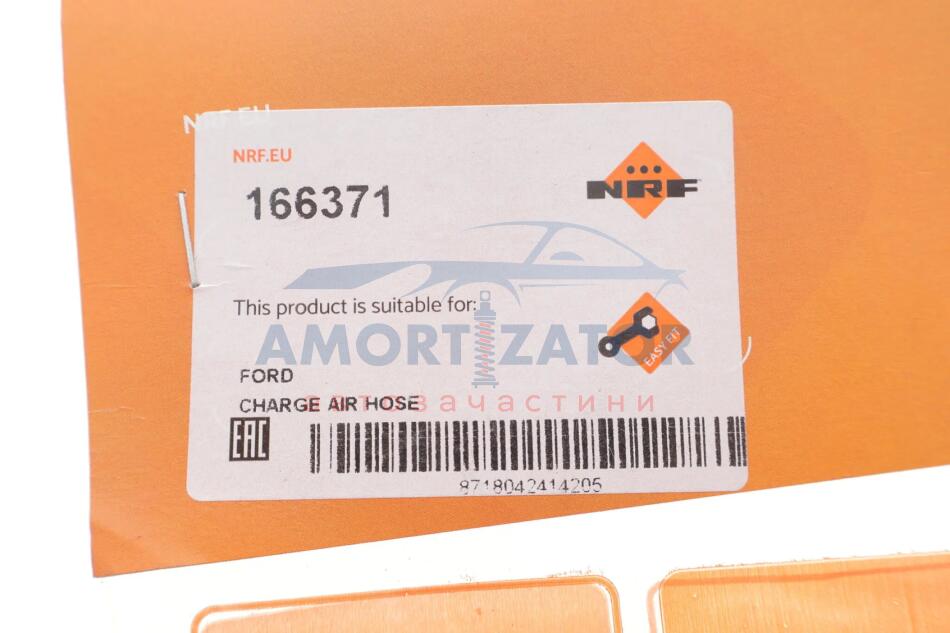 NRF.EU
NRF.EU
166371
NRF
This product is suitable for:
AMORTIZATOR
EASY FIT
FORD
CHARGE AIR HOSE
автозачастини
EAC
8718042414205